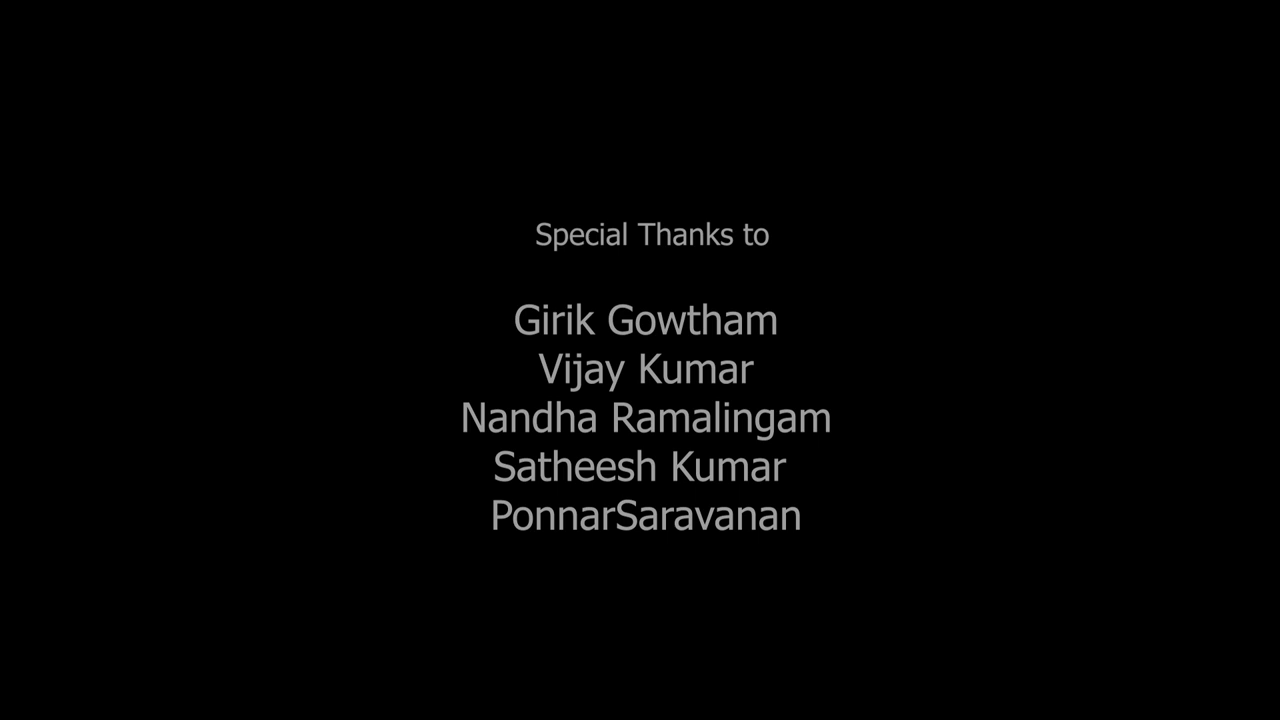 Special Thanks to
Girik Gowtham
Vijay Kumar
Nandha Ramalingam
Satheesh Kumar
PonnarSaravanan